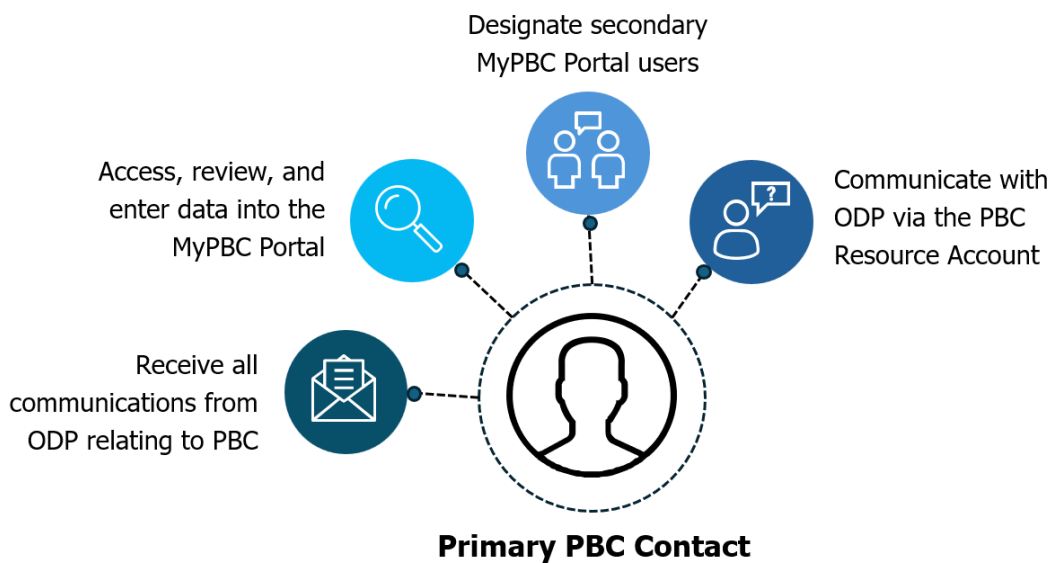 Designate secondary
MyPBC Portal users
Access, review, and
enter data into the
MyPBC Portal
?
Communicate with
ODP via the PBC
Resource Account
Receive all
communications from
ODP relating to PBC
Primary PBC Contact